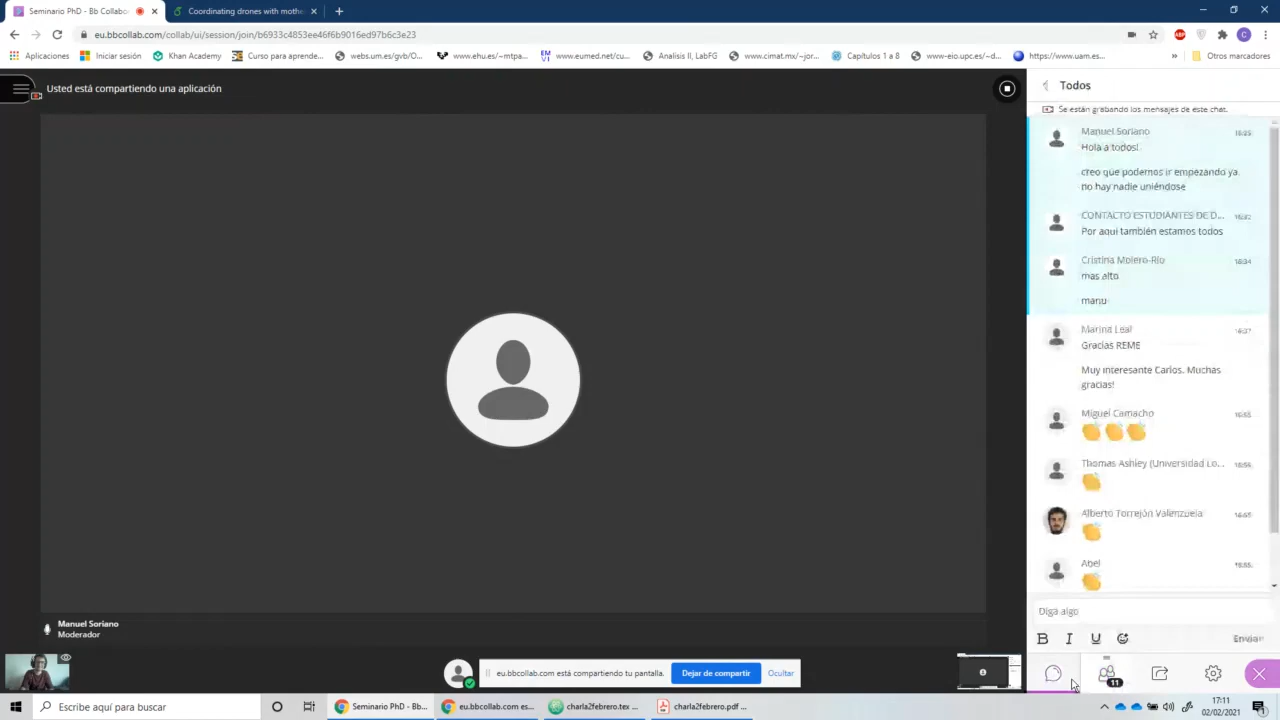 Seminario PhD - Bb Collabo
Coordinating drones with mothe
eu.bbcollab.com/collab/ui/session/join/b6933c4853ee46f6b9016ed97b6c3e23
Aplicaciones
Iniciar sesión
Khan Academy
Curso para aprende...
webs.um.es/gvb/O...
www.ehu.es/~mtpa...
www.eumed.net/cu...
Analisis II, LabFG
www.cimat.mx/~jor...
Capítulos 1 a 8
www-eio.upc.es/~d...
https://www.uam.es...
»
Otros marcadores
Usted está compartiendo una aplicación
Todos
Se están grabando los mensajes de este chat.
Manuel Soriano
Hola a todos!
creo que podemos ir empezando ya.
no hay nadie uniéndose
CONTACTO ESTUDIANTES DE D...
Por aquí también estamos todos
Cristina Molero-Río
mas alto
manu
Marina Leal
Gracias REME
Muy interesante Carlos. Muchas
gracias!
Miguel Camacho
Thomas Ashley (Universidad Lo...
Alberto Torrejón Valenzuela
Abel
Diga algo
B I U
Enviar
11
Manuel Soriano
Moderador
eu.bbcollab.com está compartiendo tu pantalla.
Dejar de compartir
Ocultar
Escribe aquí para buscar
Seminario PhD - Bb...
eu.bbcollab.com es...
charla2febrero.tex ...
charla2febrero.pdf ...
17:11
02/02/2021